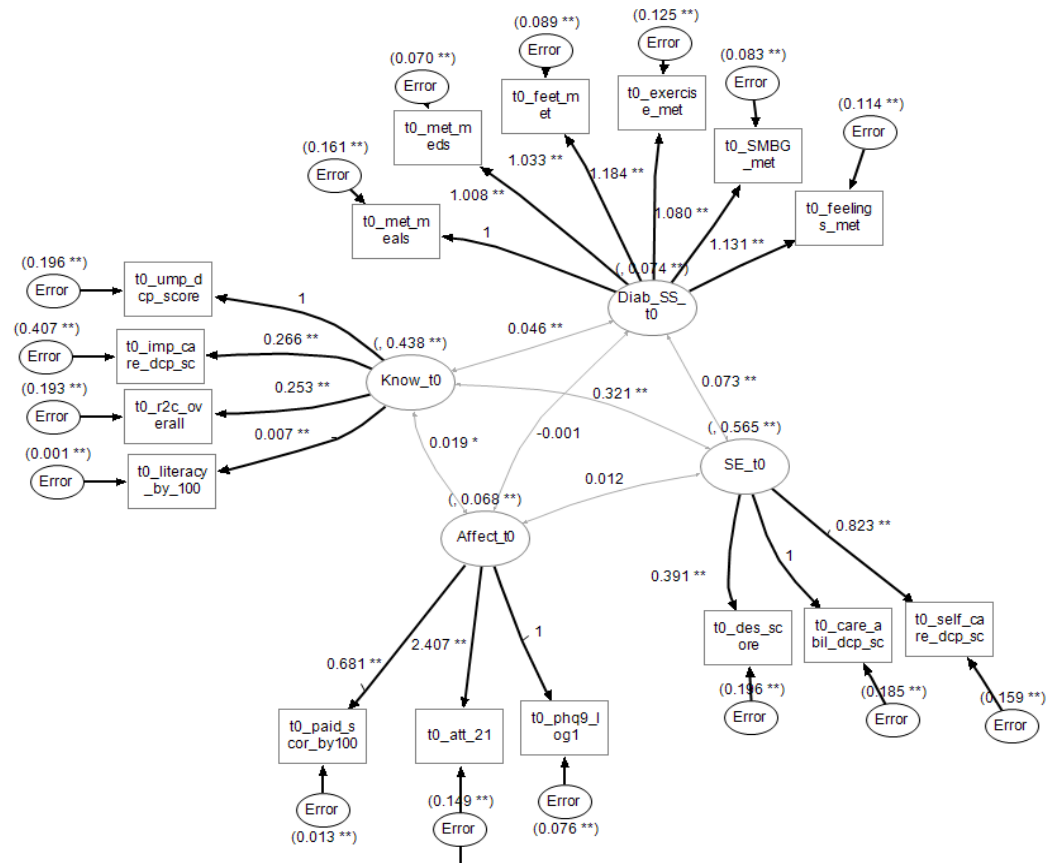 (0.125 **)
(0.089 **)
Error
Error
(0.083 **)
(0.070 **)
Error
Error
t0_feet_m
et
t0_exercis
e_met
(0.114 **)
Error
t0_met_m
eds
t0_SMBG
_met
(0.161 **)
Error
1.033 **
1.184 **
t0_feeling
s_met
1.008 **
t0_met_m
eals
1
1.080 **
1.131 **
(0.196 **)
Error
t0_ump_d
cp_score
(, 0.074 **)
Diab_SS_
t0
1
(0.407 **)
Error
t0_imp_ca
re_dcp_sc
0.266 **
(, 0.438 **)
0.046 **
Know_t0
(0.193 **)
Error
t0_r2c_ov
erall
0.253 **
0.321 **
0.073 **
(0.001 **)
Error
t0_literacy
_by_100
0.007 **
0.019 *
-0.001
(, 0.565 **)
SE_t0
0.012
(, 0.068 **)
Affect_t0
0.823 **
1
0.391 **
t0_des_sc
ore
t0_care_a
bil_dcp_sc
t0_self_ca
re_dcp_sc
0.681 **
2.407 **
1
(0.196 **)
Error
(0.185 **)
Error
(0.159 **)
Error
t0_paid_s
cor_by100
t0_att_21
t0_phq9_l
og1
Error
(0.013 **)
(0.149 **)
Error
Error
(0.076 **)